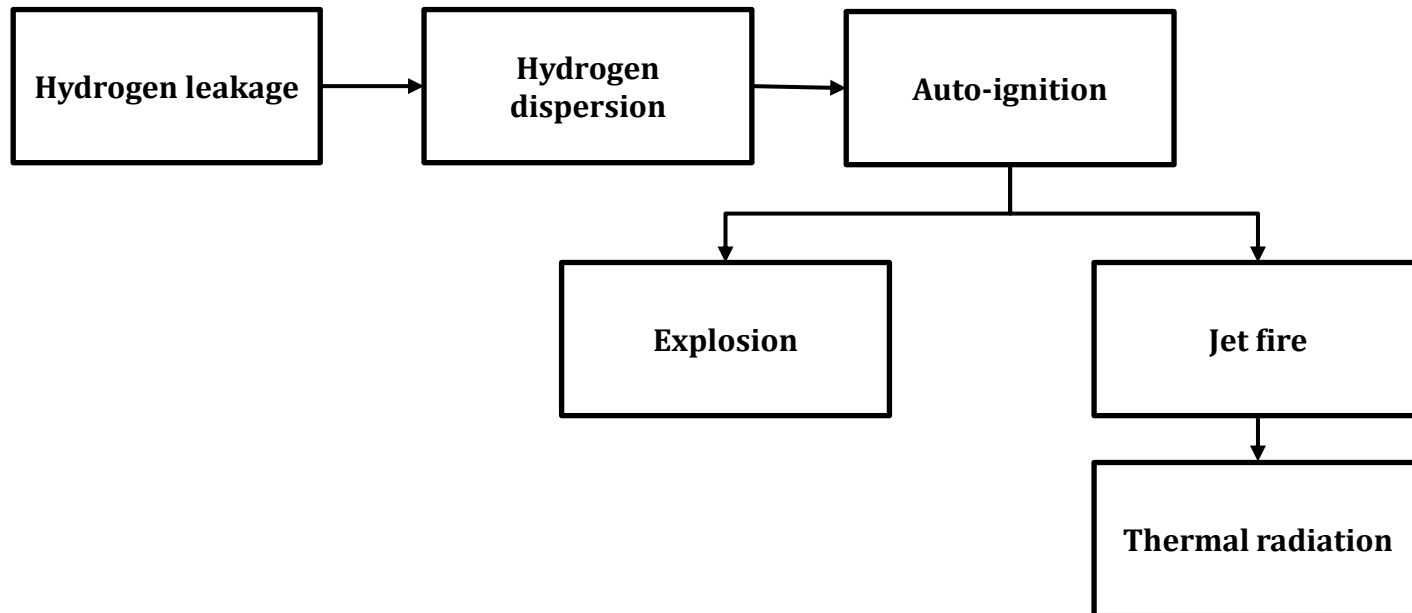 Hydrogen leakage
Hydrogen
dispersion
Auto-ignition
Explosion
Jet fire
Thermal radiation